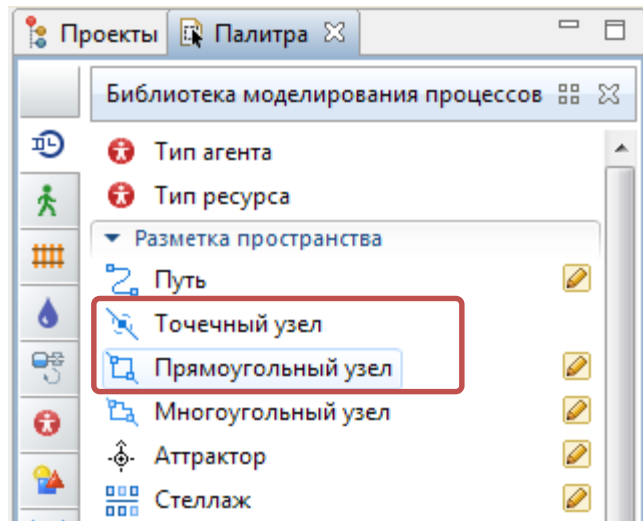 Проекты Палитра
Библиотека моделирования процессов
Тип агента
Тип ресурса
Разметка пространства
Путь
Точечный узел
Прямоугольный узел
Многоугольный узел
Аттрактор
Стеллаж